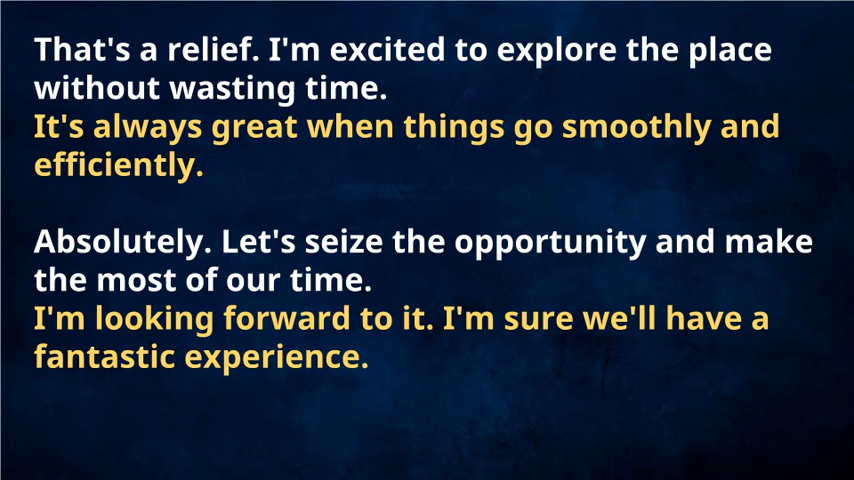 That's a relief. I'm excited to explore the place
without wasting time.
It's always great when things go smoothly and
efficiently.
Absolutely. Let's seize the opportunity and make
the most of our time.
I'm looking forward to it. I'm sure we'll have a
fantastic experience.